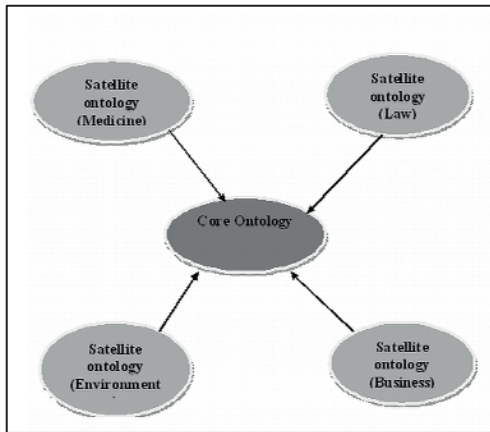 Satellite
ontology
(Medicine)
Satellite
ontology
(Law)
Core Ontology
Satellite
ontology
(Environment
Satellite
ontology
(Business)